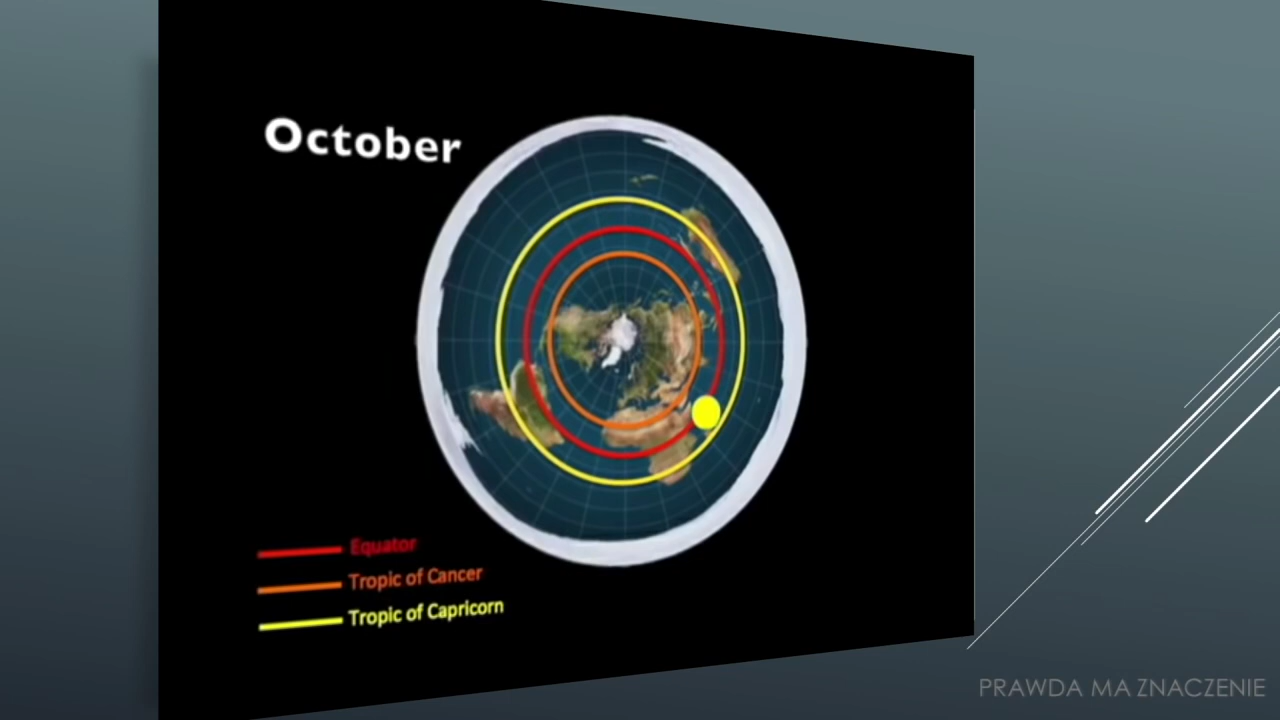 October
Equator
Tropic of Cancer
Tropic of Capricorn
PRAWDA MA ZNACZENIE